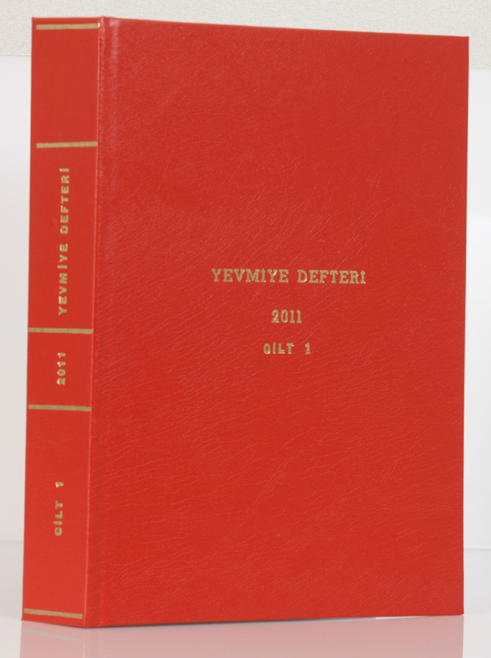 YEVMİYE DEFTERİ
2011
CİLT 1
YEVMİYE DEFTERİ
2011
CİLT 1